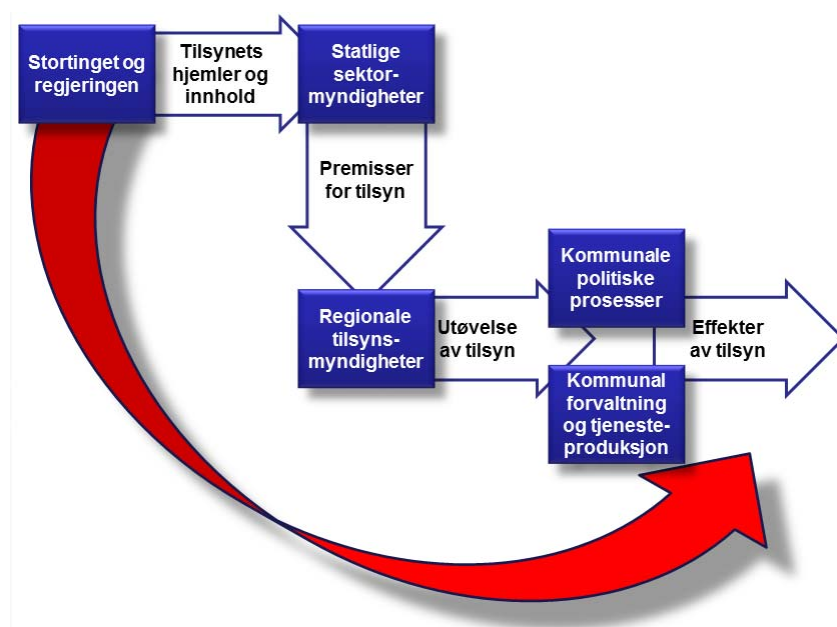 Stortinget og
regjeringen
Tilsynets
hjemler og
innhold
Statlige
sektor-
myndigheter
Premisser
for tilsyn
Regionale
tilsyns-
myndigheter
Utøvelse
av tilsyn
Kommunale
politiske
prosesser
Kommunal
forvaltning
og tjeneste-
produksjon
Effekter
av tilsyn